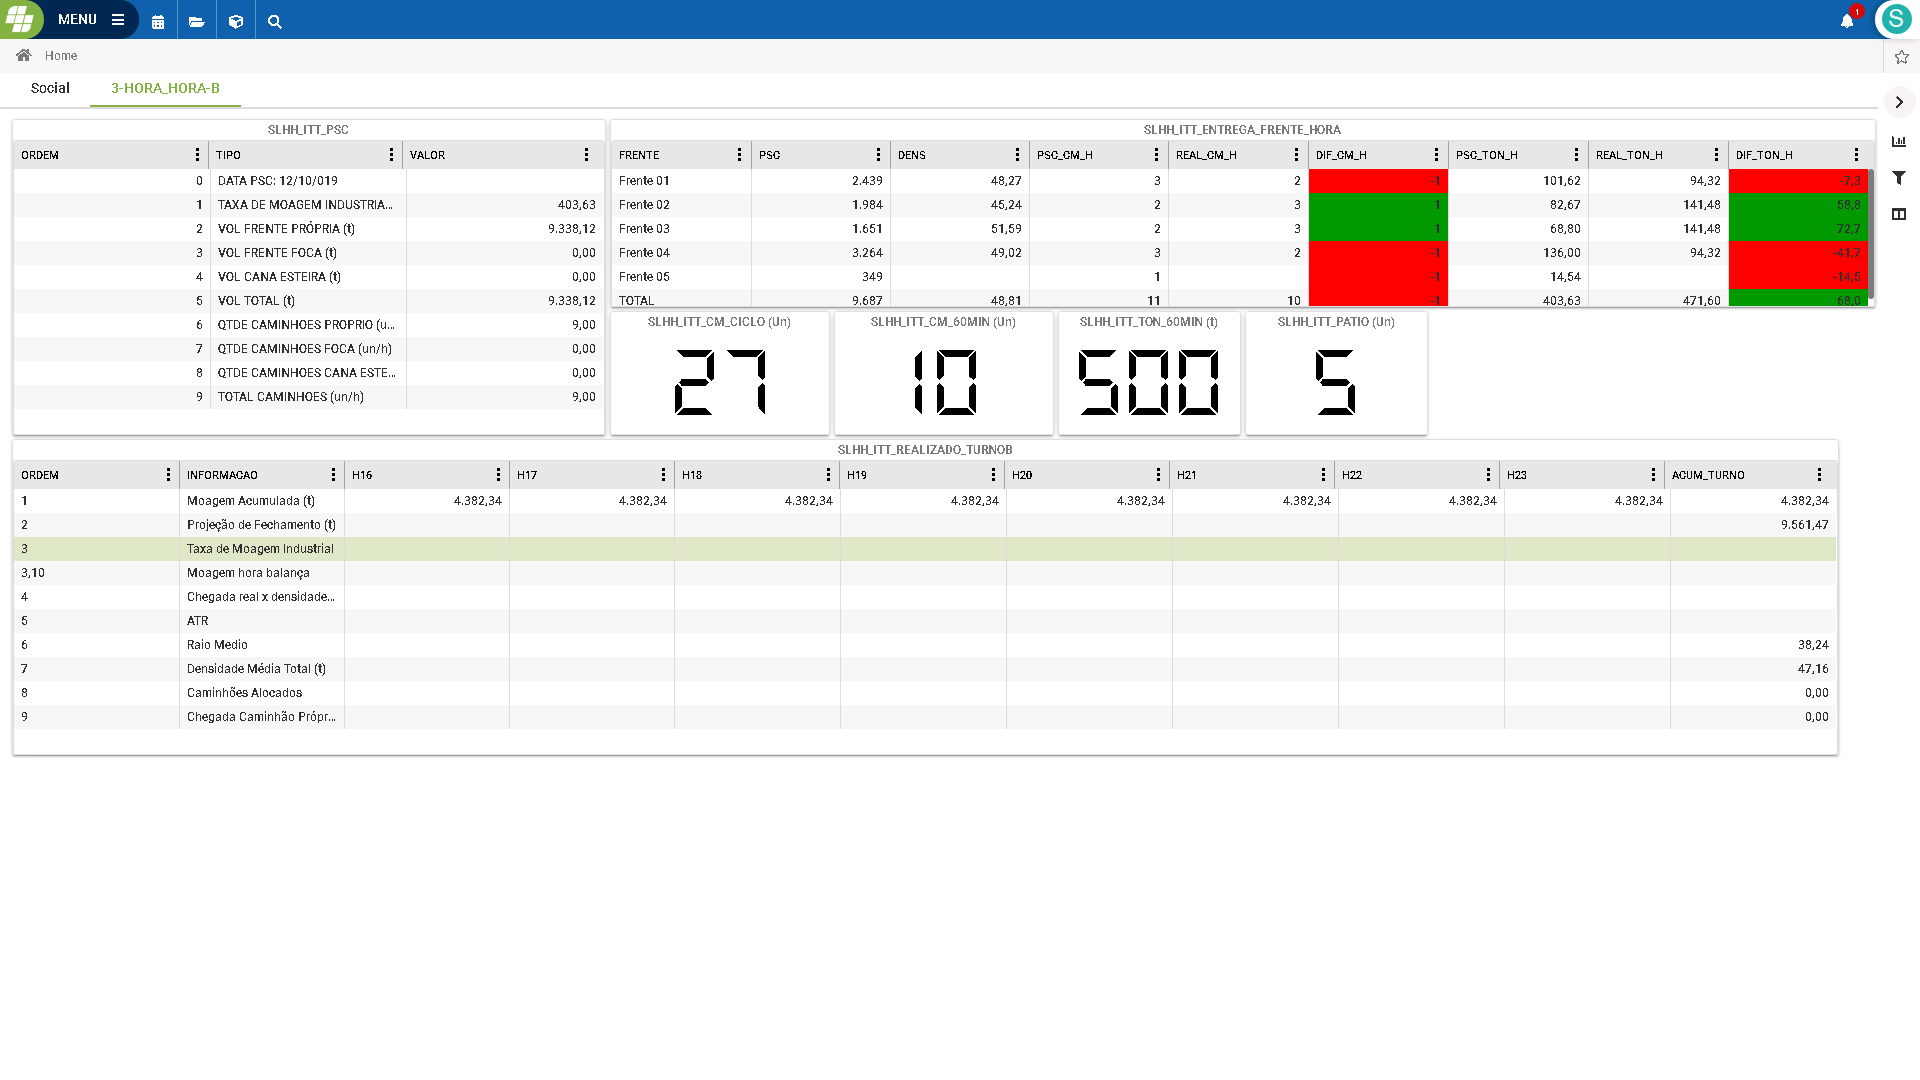 MENU
1
S
Home
Social 3-HORA_HORA-B
SLHH_ITT_PSC
ORDEM TIPO VALOR
0 DATA PSC: 12/10/019
1 TAXA DE MOAGEM INDUSTRIA... 403,63
2 VOL FRENTE PRÓPRIA (t) 9.338,12
3 VOL FRENTE FOCA (t) 0,00
4 VOL CANA ESTEIRA (t) 0,00
5 VOL TOTAL (t) 9.338,12
6 QTDE CAMINHOES PROPRIO (u... 9,00
7 QTDE CAMINHOES FOCA (un/h) 0,00
8 QTDE CAMINHOES CANA ESTE... 0,00
9 TOTAL CAMINHOES (un/h) 9,00
SLHH_ITT_ENTREGA_FRENTE_HORA
FRENTE PSC DENS PSC_CM_H REAL_CM_H DIF_CM_H PSC_TON_H REAL_TON_H DIF_TON_H
Frente 01 2.439 48,27 3 2 -1 101,62 94,32 -7,3
Frente 02 1.984 45,24 2 3 1 82,67 141,48 58,8
Frente 03 1.651 51,59 2 3 1 68,80 141,48 72,7
Frente 04 3.264 49,02 3 2 -1 136,00 94,32 -41,7
Frente 05 349 1 -1 14,54 -14,5
TOTAL 9.687 48,81 11 10 -1 403,63 471,60 68,0
SLHH_ITT_CM_CICLO (Un)
27
SLHH_ITT_CM_60MIN (Un)
10
SLHH_ITT_TON_60MIN (t)
500
SLHH_ITT_PATIO (Un)
5
SLHH_ITT_REALIZADO_TURNOB
ORDEM INFORMACAO H16 H17 H18 H19 H20 H21 H22 H23 ACUM_TURNO
1 Moagem Acumulada (t) 4.382,34 4.382,34 4.382,34 4.382,34 4.382,34 4.382,34 4.382,34 4.382,34 4.382,34
2 Projeção de Fechamento (t) 9.561,47
3 Taxa de Moagem Industrial
3,10 Moagem hora balança
4 Chegada real x densidade...
5 ATR
6 Raio Medio 38,24
7 Densidade Média Total (t) 47,16
8 Caminhões Alocados 0,00
9 Chegada Caminhão Própr... 0,00